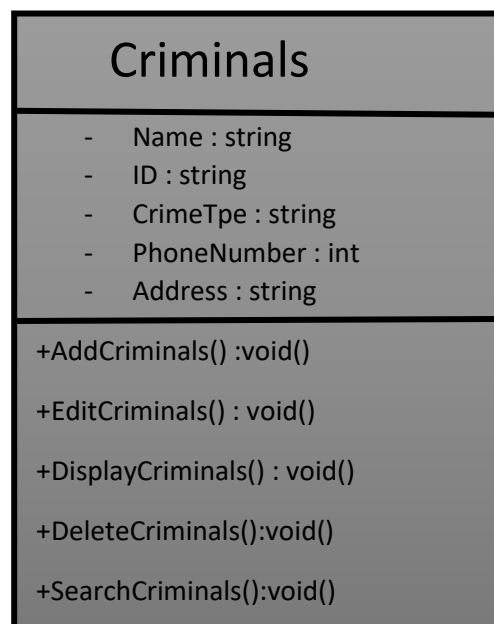 Criminals
- Name : string
- ID : string
- CrimeTpe : string
- PhoneNumber : int
- Address : string
+AddCriminals() :void()
+EditCriminals() : void()
+DisplayCriminals() : void()
+DeleteCriminals():void()
+SearchCriminals():void()